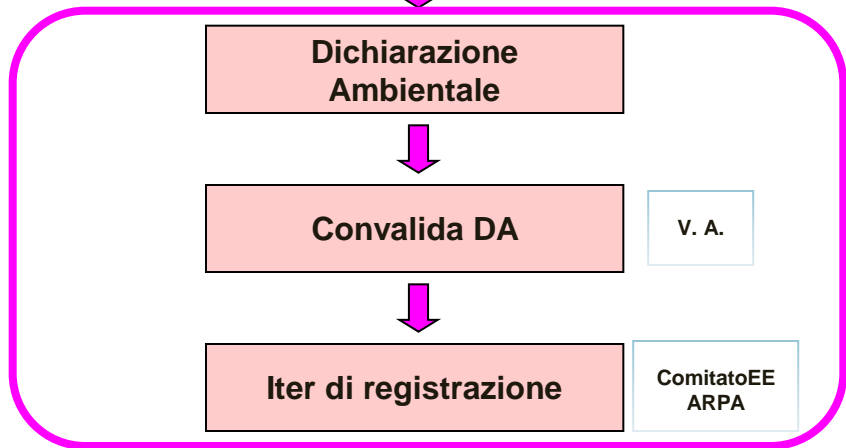 Dichiarazione
Ambientale
Convalida DA
V. A.
Iter di registrazione
ComitatoEE
ARPA